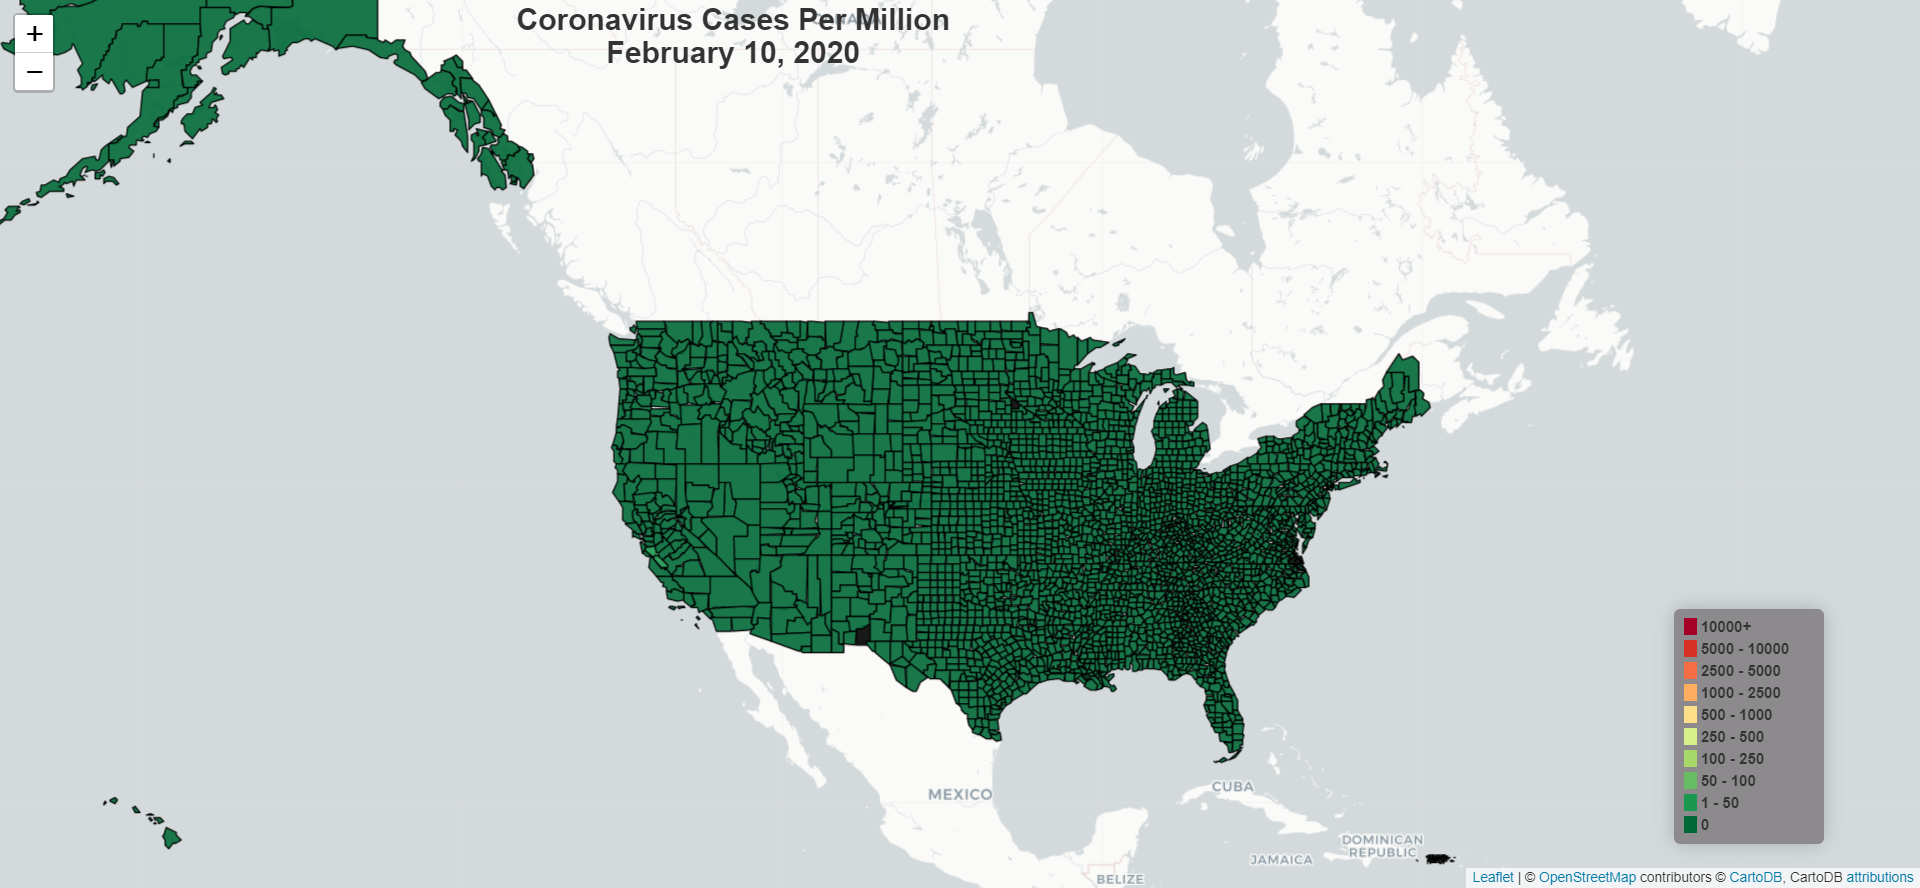 +
−
Coronavirus Cases Per Million
February 10, 2020
CANADA
10000+
5000 - 10000
2500 - 5000
1000 - 2500
500 - 1000
250 - 500
100 - 250
50 - 100
1 - 50
0
MEXICO
CUBA
DOMINICAN
REPUBLIC
JAMAICA
BELIZE
Leaflet | © OpenStreetMap contributors © CartoDB, CartoDB attributions